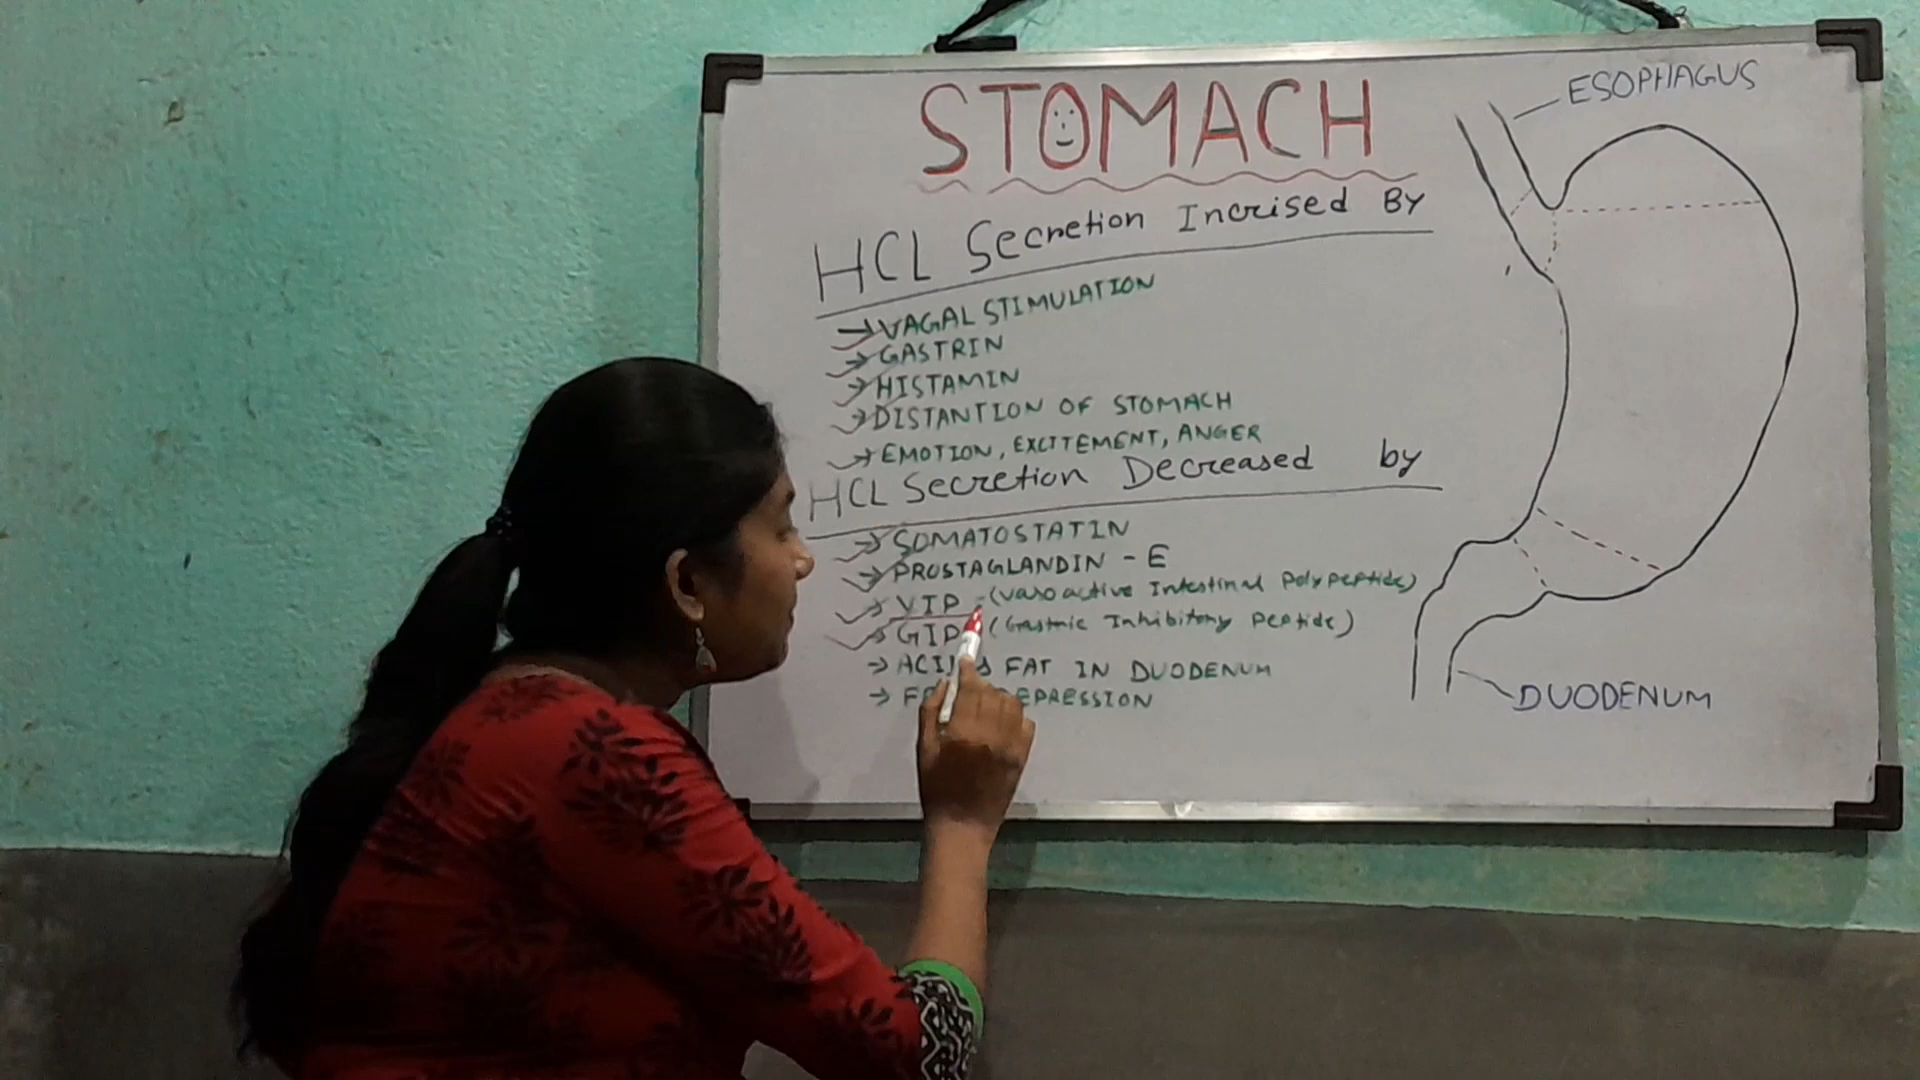 STOMACH
ESOPHAGUS
HCL Secretion Incrised By
→ VAGAL STIMULATION
→ GASTRIN
→ HISTAMIN
→ DISTANTION OF STOMACH
→ EMOTION, EXCITEMENT, ANGER
HCL Secretion Decreased by
→ SOMATOSTATIN
→ PROSTAGLANDIN - E
→ VIP - (Vaso active Intestinal Polypeptide)
→ GIP (Gastric Inhibitory Peptide)
→ FAT IN DUODENUM
→
DUODENUM